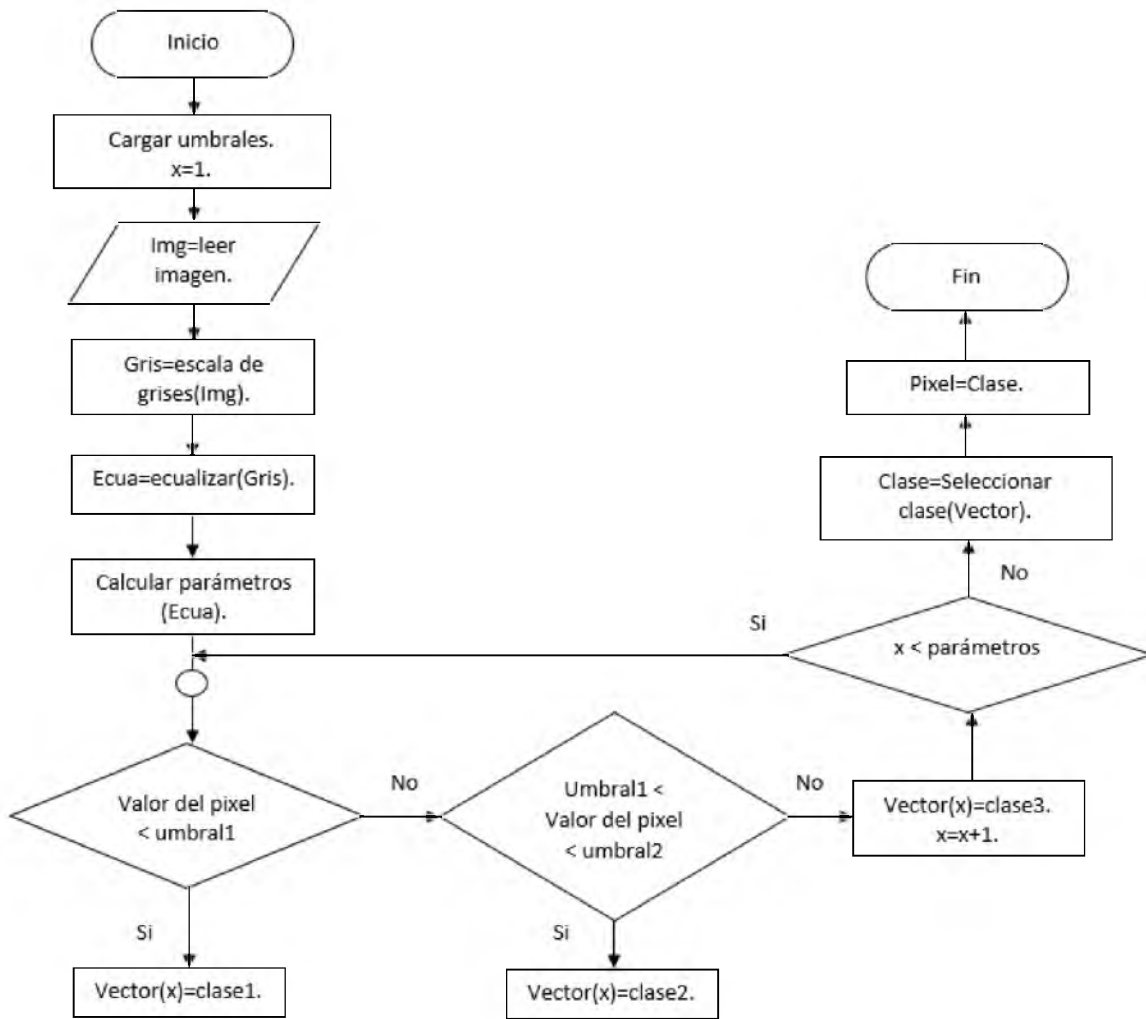 Inicio
Cargar umbrales.
x=1.
Img=leer
imagen.
Gris=escala de
grises(Img).
Ecua=ecualizar(Gris).
Calcular parámetros
(Ecua).
Valor del pixel
< umbral1
Si
Vector(x)=clase1.
No
Umbral1 <
Valor del pixel
< umbral2
Si
Vector(x)=clase2.
No
Vector(x)=clase3.
x=x+1.
x < parámetros
Si
No
Clase=Seleccionar
clase(Vector).
Pixel=Clase.
Fin